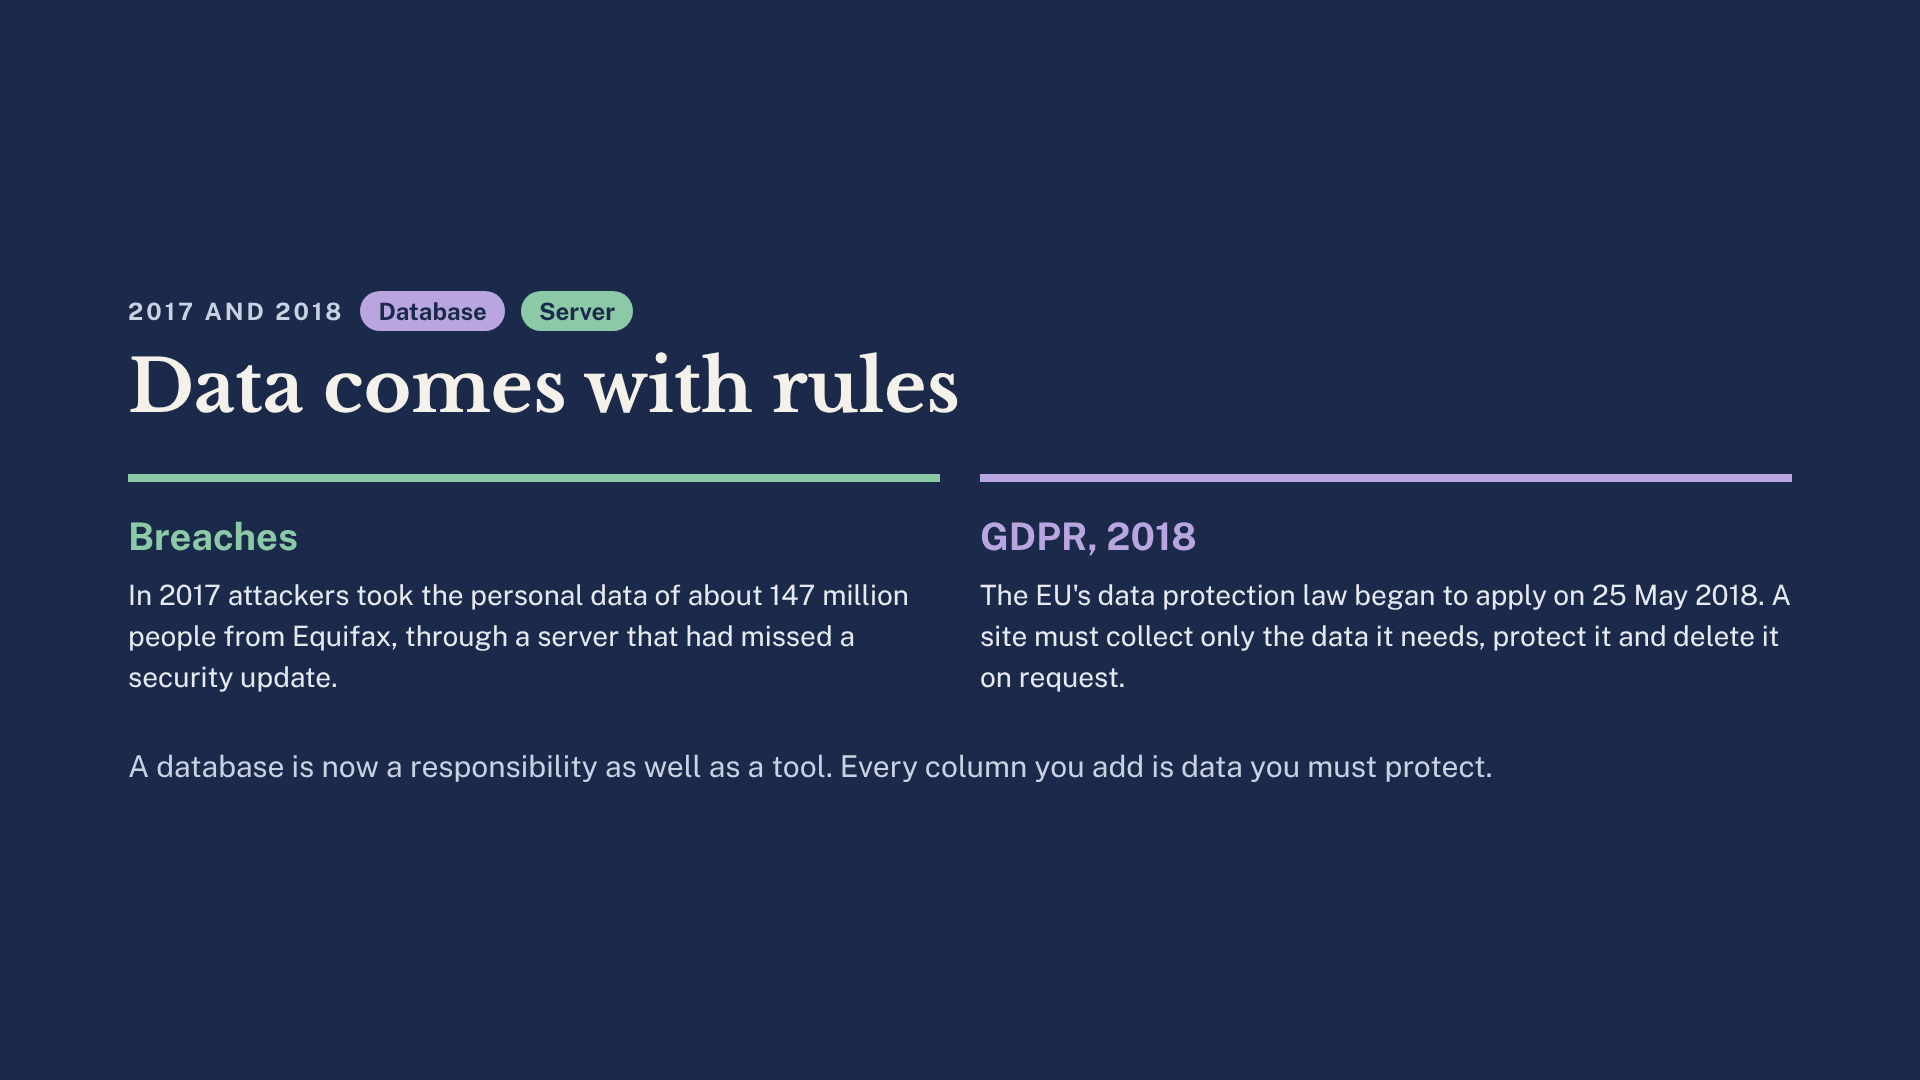 2017 AND 2018 Database Server
Data comes with rules
Breaches
In 2017 attackers took the personal data of about 147 million
people from Equifax, through a server that had missed a
security update.
GDPR, 2018
The EU's data protection law began to apply on 25 May 2018. A
site must collect only the data it needs, protect it and delete it
on request.
A database is now a responsibility as well as a tool. Every column you add is data you must protect.